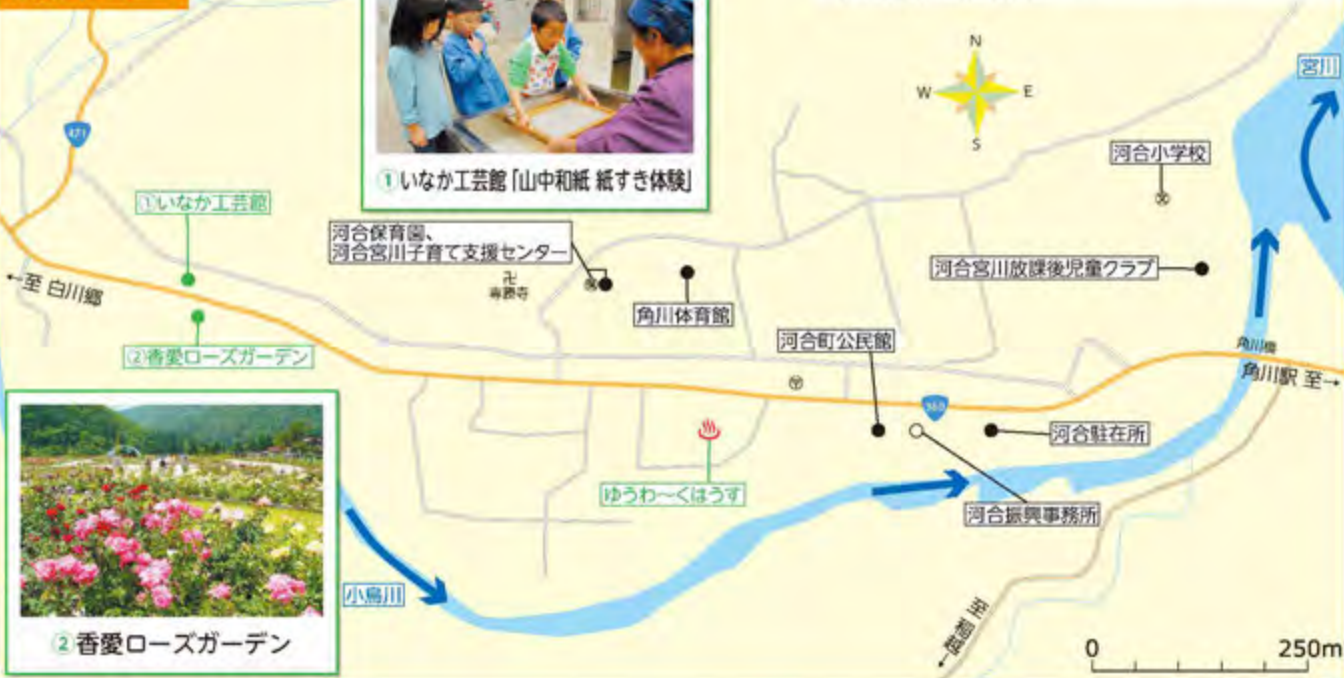 ①いなか工芸館「山中和紙 紙すき体験」
N
W
E
S
宮川
471
河合小学校
文
①いなか工芸館
河合保育園、
河合宮川子育て支援センター
卍
専勝寺
角川体育館
河合宮川放課後児童クラブ
←至 白川郷
②香愛ローズガーデン
河合町公民館
角川橋
角川駅 至→
〒
360
河合駐在所
ゆうわ~くはうす
河合振興事務所
小鳥川
②香愛ローズガーデン
0
250m